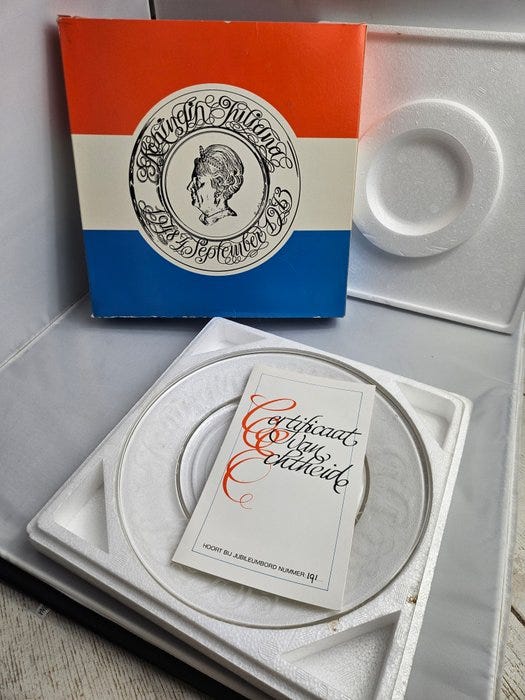 Koningin Juliana
1948 4 September 1973
Certificaat
Van
Echtheid
HOORT BIJ JUBILEUMBORD NUMMER 191